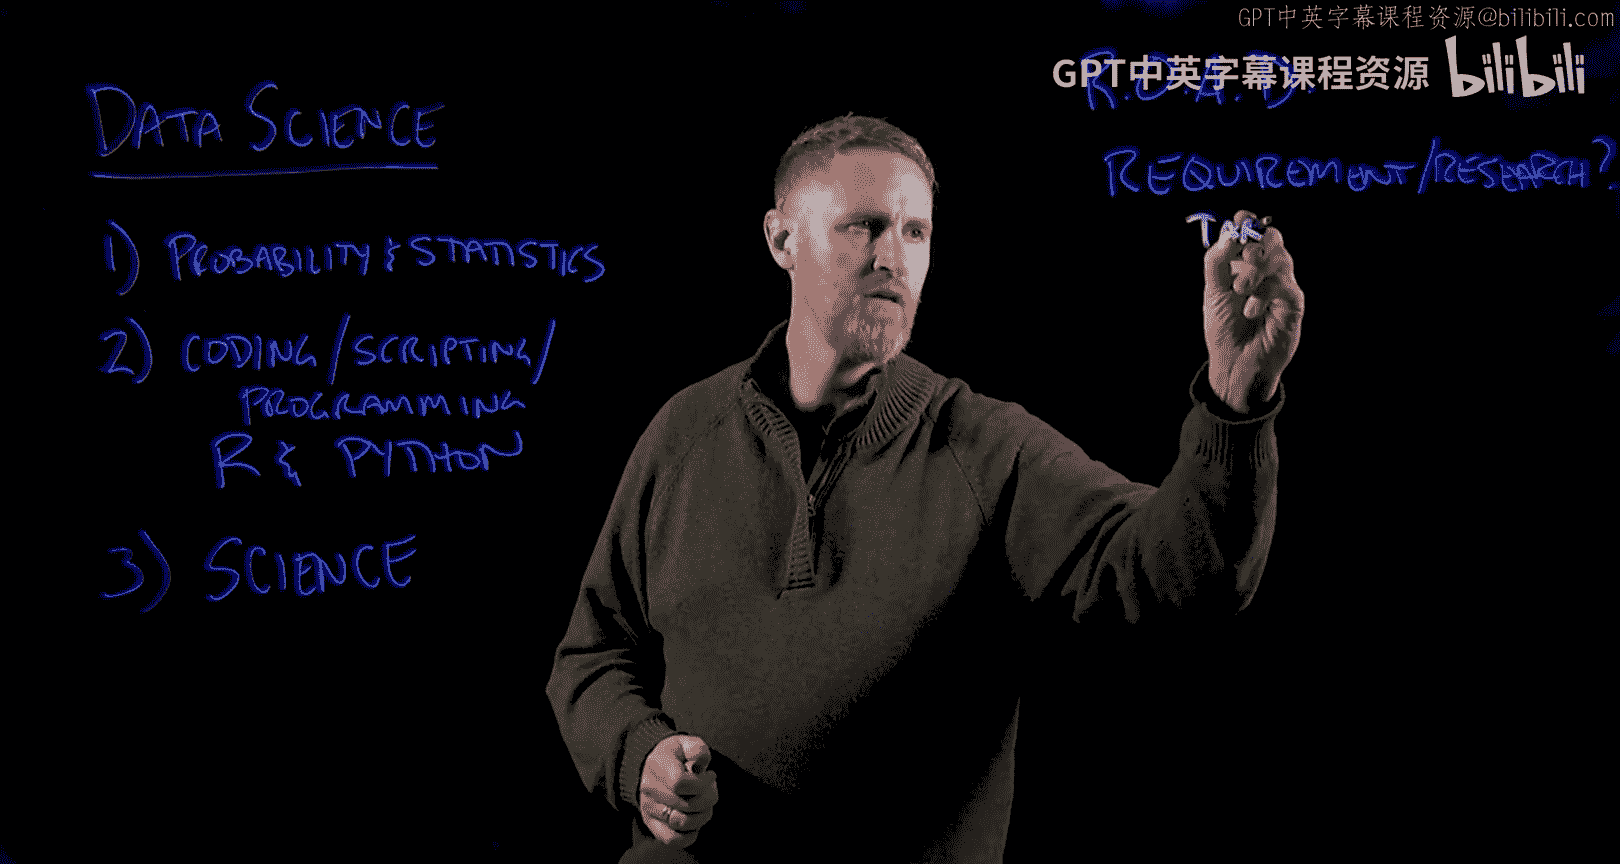 GPT中英字幕课程资源@bilibili.com
GPT中英字幕课程资源 bilibili
R.O.A.D.
DATA SCIENCE
REQUIREMENT/RESEARCH?
TAR
1) PROBABILITY & STATISTICS
2) CODING/SCRIPTING/
PROGRAMMING
R & PYTHON
3) SCIENCE